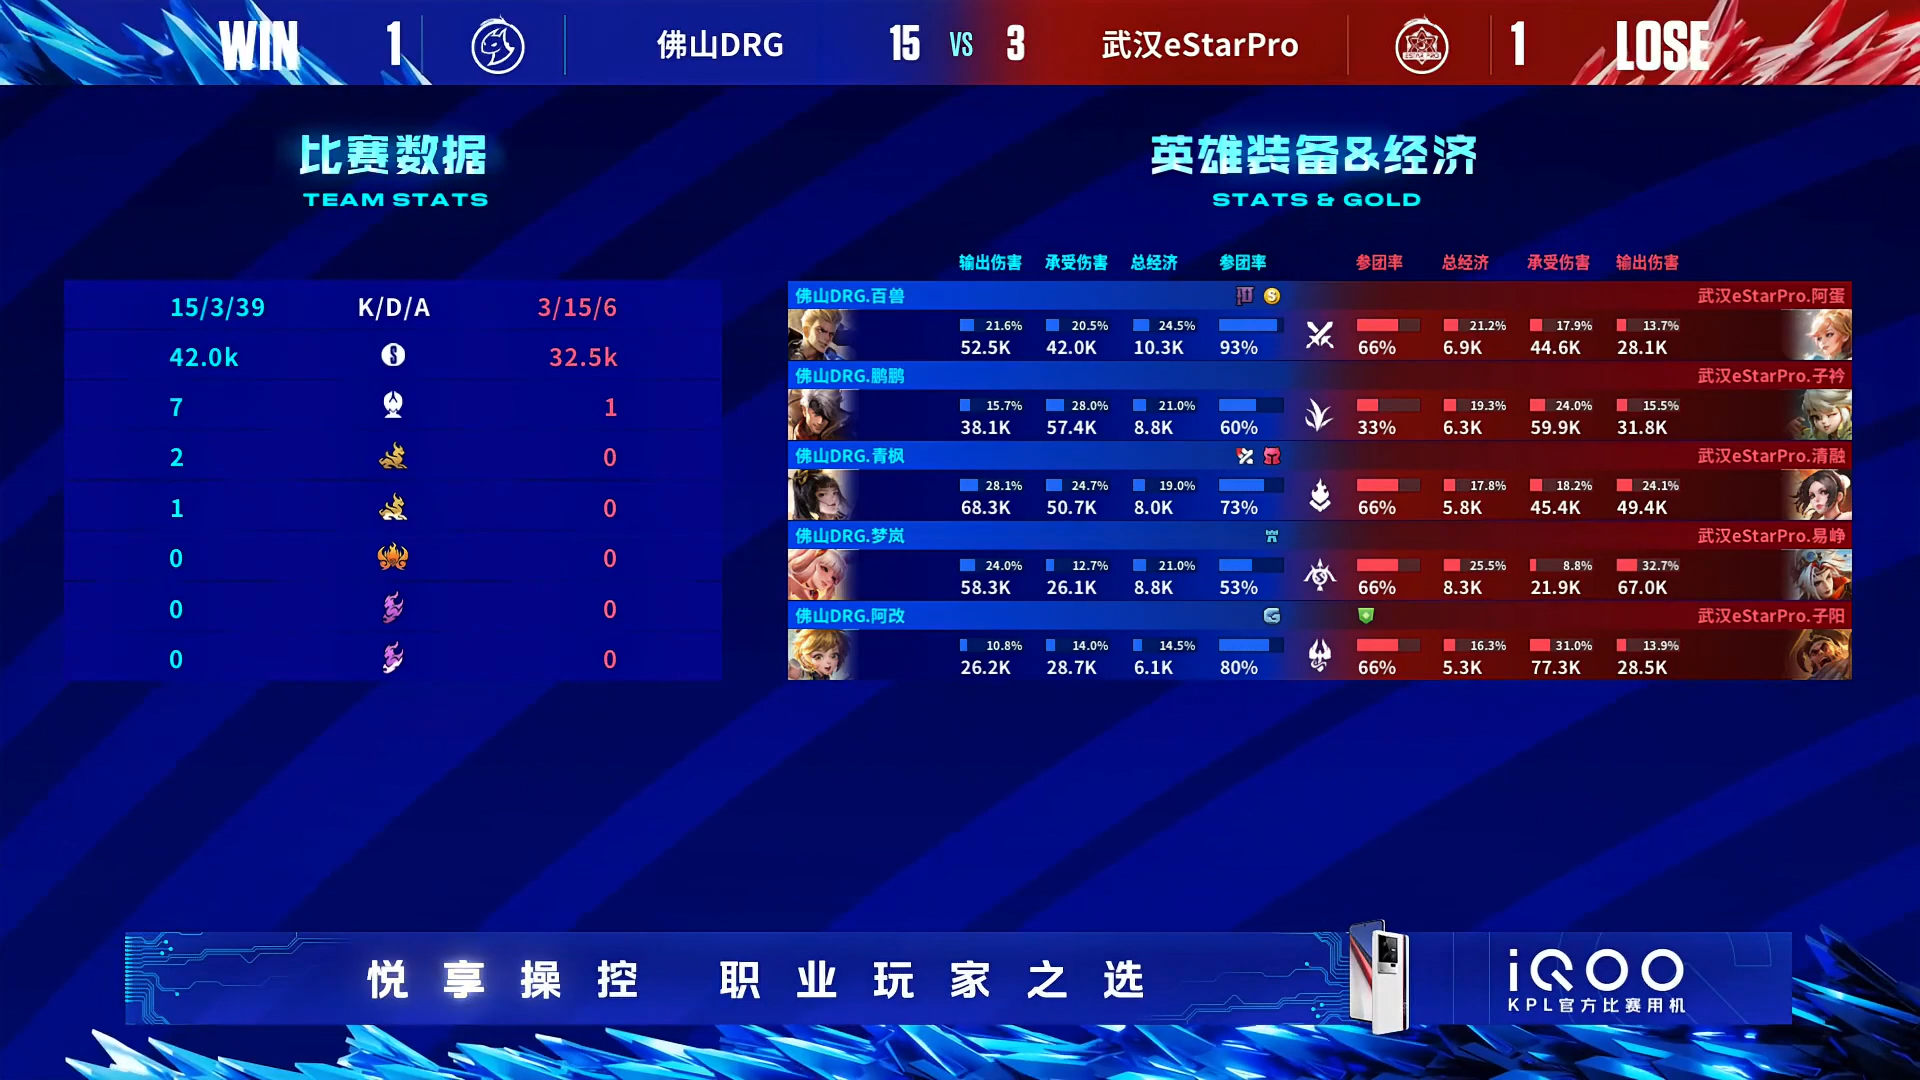 WIN 1 佛山DRG 15 VS 3 武汉eStarPro 1 LOSE
比赛数据
TEAM STATS
15/3/39 K/D/A 3/15/6
42.0k 32.5k
7 1
2 0
1 0
0 0
0 0
0 0
英雄装备&经济
STATS & GOLD
输出伤害 承受伤害 总经济 参团率 参团率 总经济 承受伤害 输出伤害
佛山DRG.百兽 武汉eStarPro.阿蛋
21.6% 20.5% 24.5% 21.2% 17.9% 13.7%
52.5K 42.0K 10.3K 93% 66% 6.9K 44.6K 28.1K
佛山DRG.鹏鹏 武汉eStarPro.子衿
15.7% 28.0% 21.0% 19.3% 24.0% 15.5%
38.1K 57.4K 8.8K 60% 33% 6.3K 59.9K 31.8K
佛山DRG.青枫 武汉eStarPro.清融
28.1% 24.7% 19.0% 17.8% 18.2% 24.1%
68.3K 50.7K 8.0K 73% 66% 5.8K 45.4K 49.4K
佛山DRG.梦岚 武汉eStarPro.易峥
24.0% 12.7% 21.0% 25.5% 8.8% 32.7%
58.3K 26.1K 8.8K 53% 66% 8.3K 21.9K 67.0K
佛山DRG.阿改 武汉eStarPro.子阳
10.8% 14.0% 14.5% 16.3% 31.0% 13.9%
26.2K 28.7K 6.1K 80% 66% 5.3K 77.3K 28.5K
悦享操控 职业玩家之选
iQOO
KPL官方比赛用机